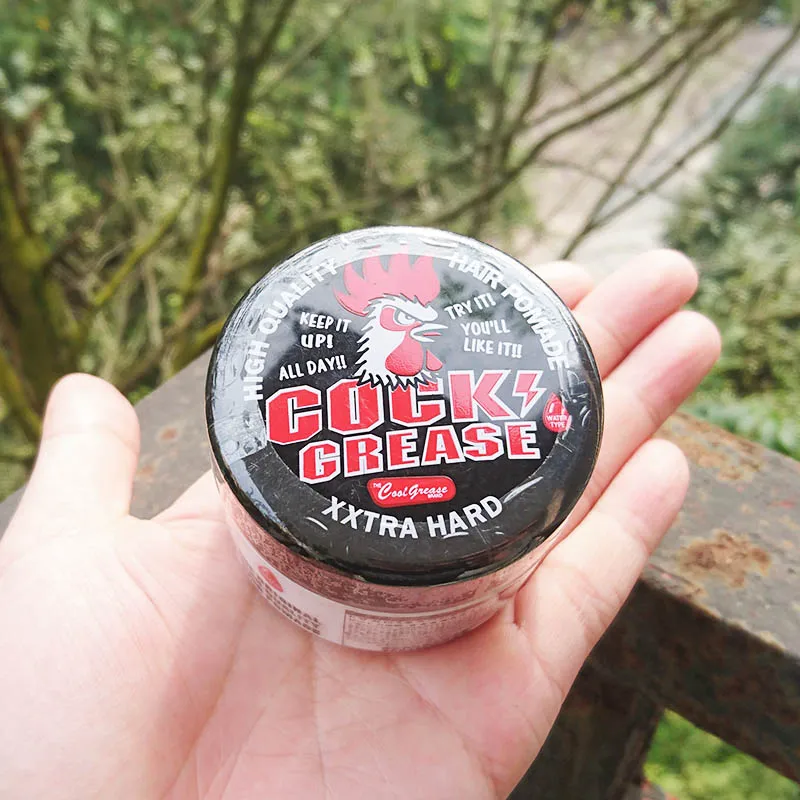 HIGH QUALITY HAIR POMADE
KEEP IT
UP!
ALL DAY!!
TRY IT!
YOU'LL
LIKE IT!!
COCK
GREASE
WATER
TYPE
THE
CoolGrease
BRAND
XXTRA HARD